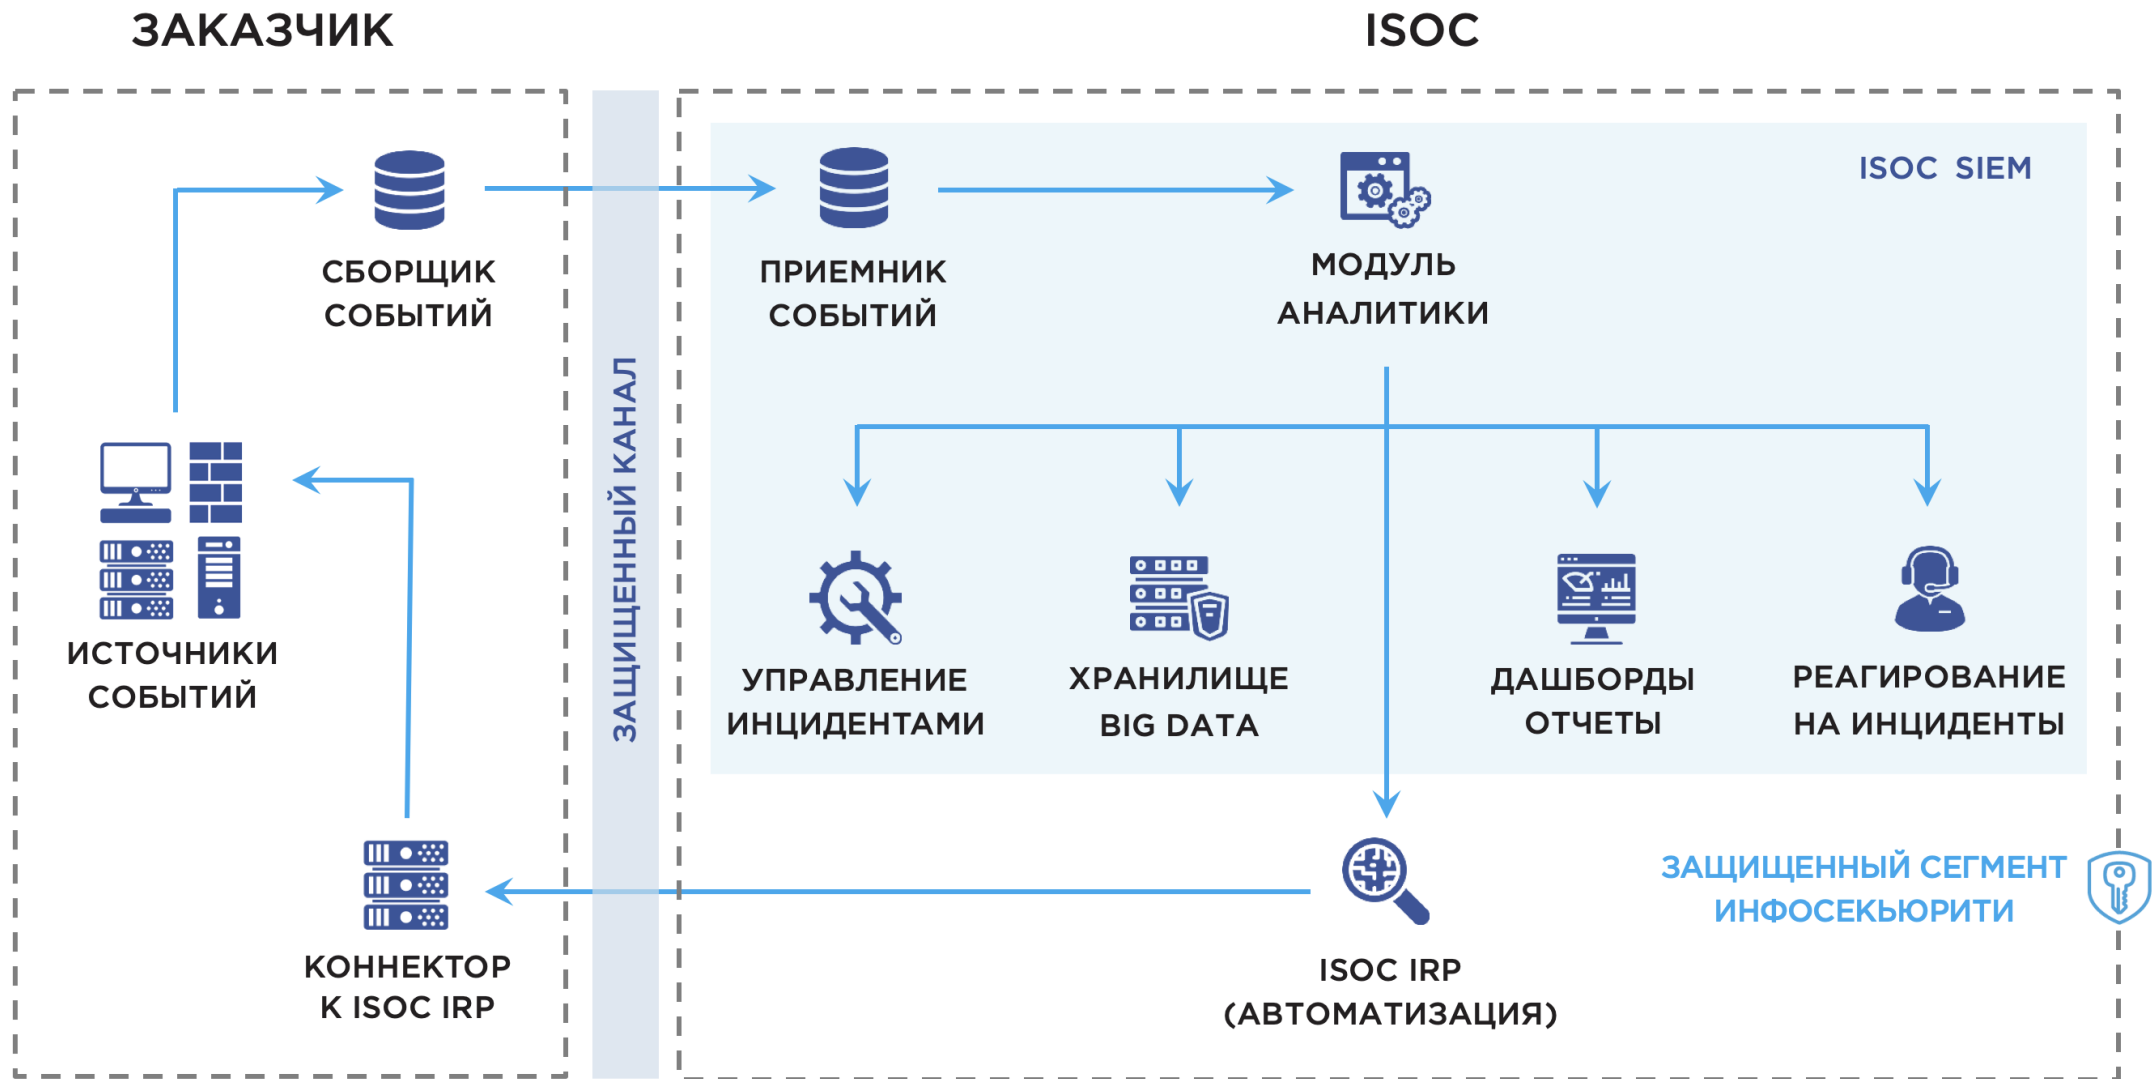 ЗАКАЗЧИК
ISOC
ISOC SIEM
СБОРЩИК
СОБЫТИЙ
ПРИЕМНИК
СОБЫТИЙ
МОДУЛЬ
АНАЛИТИКИ
ЗАЩИЩЕННЫЙ КАНАЛ
ИСТОЧНИКИ
СОБЫТИЙ
УПРАВЛЕНИЕ
ИНЦИДЕНТАМИ
ХРАНИЛИЩЕ
BIG DATA
ДАШБОРДЫ
ОТЧЕТЫ
РЕАГИРОВАНИЕ
НА ИНЦИДЕНТЫ
ЗАЩИЩЕННЫЙ СЕГМЕНТ
ИНФОСЕКЬЮРИТИ
КОННЕКТОР
К ISOC IRP
ISOC IRP
(АВТОМАТИЗАЦИЯ)